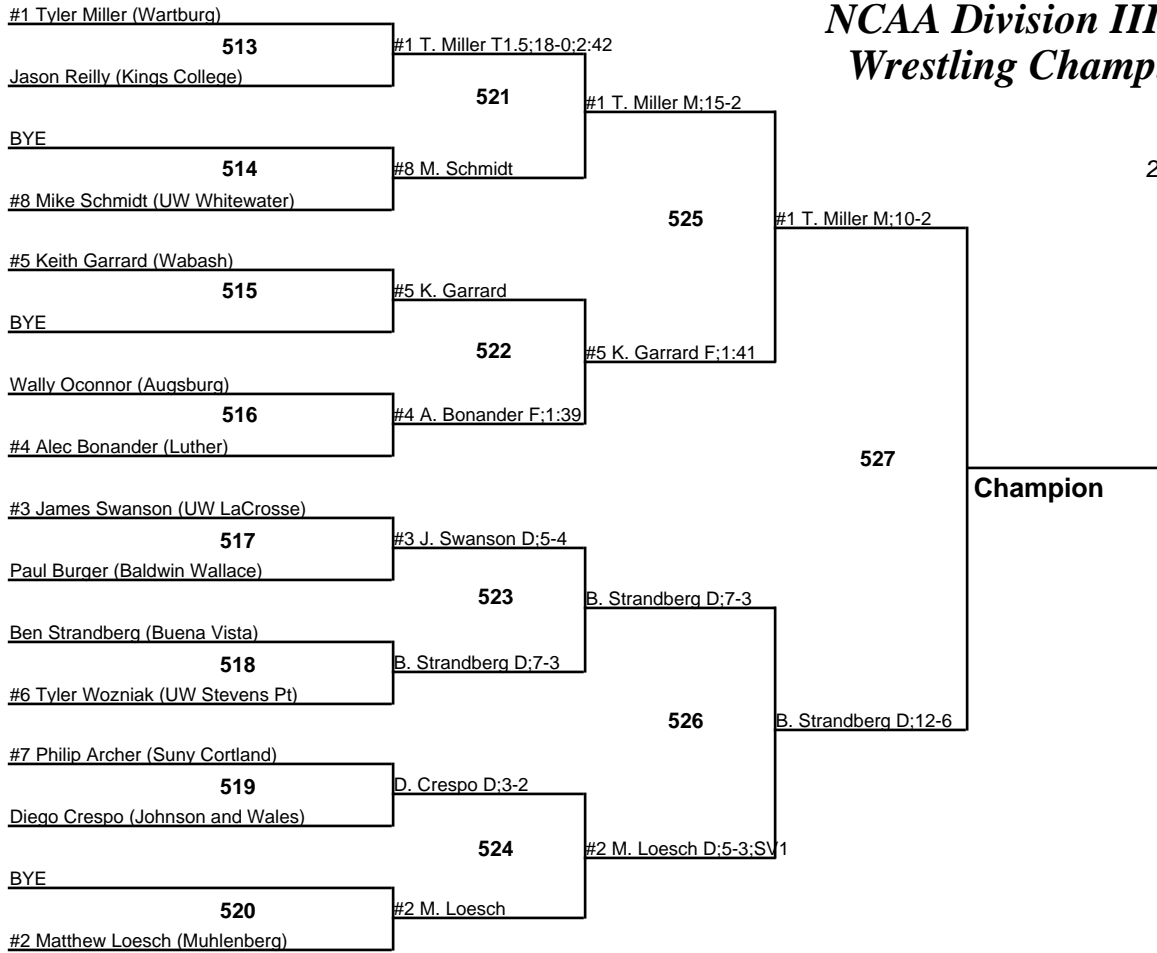 #1 Tyler Miller (Wartburg)
NCAA Division III
Wrestling Champ
513
#1 T. Miller T1.5;18-0;2:42
Jason Reilly (Kings College)
521
#1 T. Miller M;15-2
BYE
514
#8 M. Schmidt
2
#8 Mike Schmidt (UW Whitewater)
525
#1 T. Miller M;10-2
#5 Keith Garrard (Wabash)
515
#5 K. Garrard
BYE
522
#5 K. Garrard F;1:41
Wally Oconnor (Augsburg)
516
#4 A. Bonander F;1:39
#4 Alec Bonander (Luther)
527
Champion
#3 James Swanson (UW LaCrosse)
517
#3 J. Swanson D;5-4
Paul Burger (Baldwin Wallace)
523
B. Strandberg D;7-3
Ben Strandberg (Buena Vista)
518
B. Strandberg D;7-3
#6 Tyler Wozniak (UW Stevens Pt)
526
B. Strandberg D;12-6
#7 Philip Archer (Suny Cortland)
519
D. Crespo D;3-2
Diego Crespo (Johnson and Wales)
524
#2 M. Loesch D;5-3;SV1
BYE
520
#2 M. Loesch
#2 Matthew Loesch (Muhlenberg)